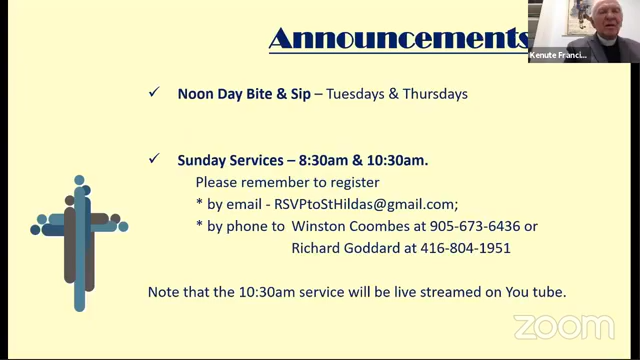 Announcements
Kenute Franci...
✓ Noon Day Bite & Sip – Tuesdays & Thursdays
✓ Sunday Services – 8:30am & 10:30am.
Please remember to register
* by email - RSVPtoStHildas@gmail.com;
* by phone to Winston Coombes at 905-673-6436 or
Richard Goddard at 416-804-1951
Note that the 10:30am service will be live streamed on You tube.
zoom